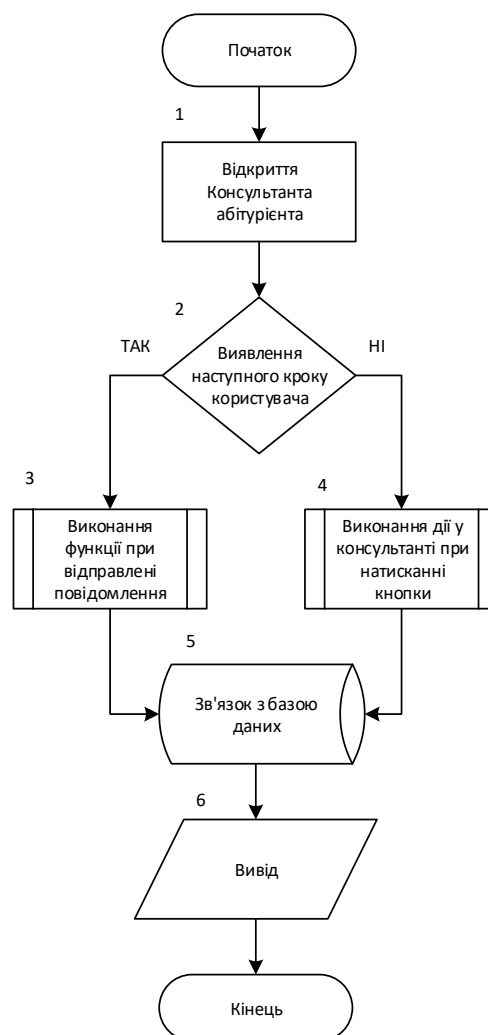 Початок
1
Відкриття
Консультанта
абітурієнта
2
ТАК
НІ
Виявлення
наступного кроку
користувача
3
4
Виконання
функції при
відправлені
повідомлення
Виконання дії у
консультанті при
натисканні
кнопки
5
Зв'язок з базою
даних
6
Вивід
Кінець